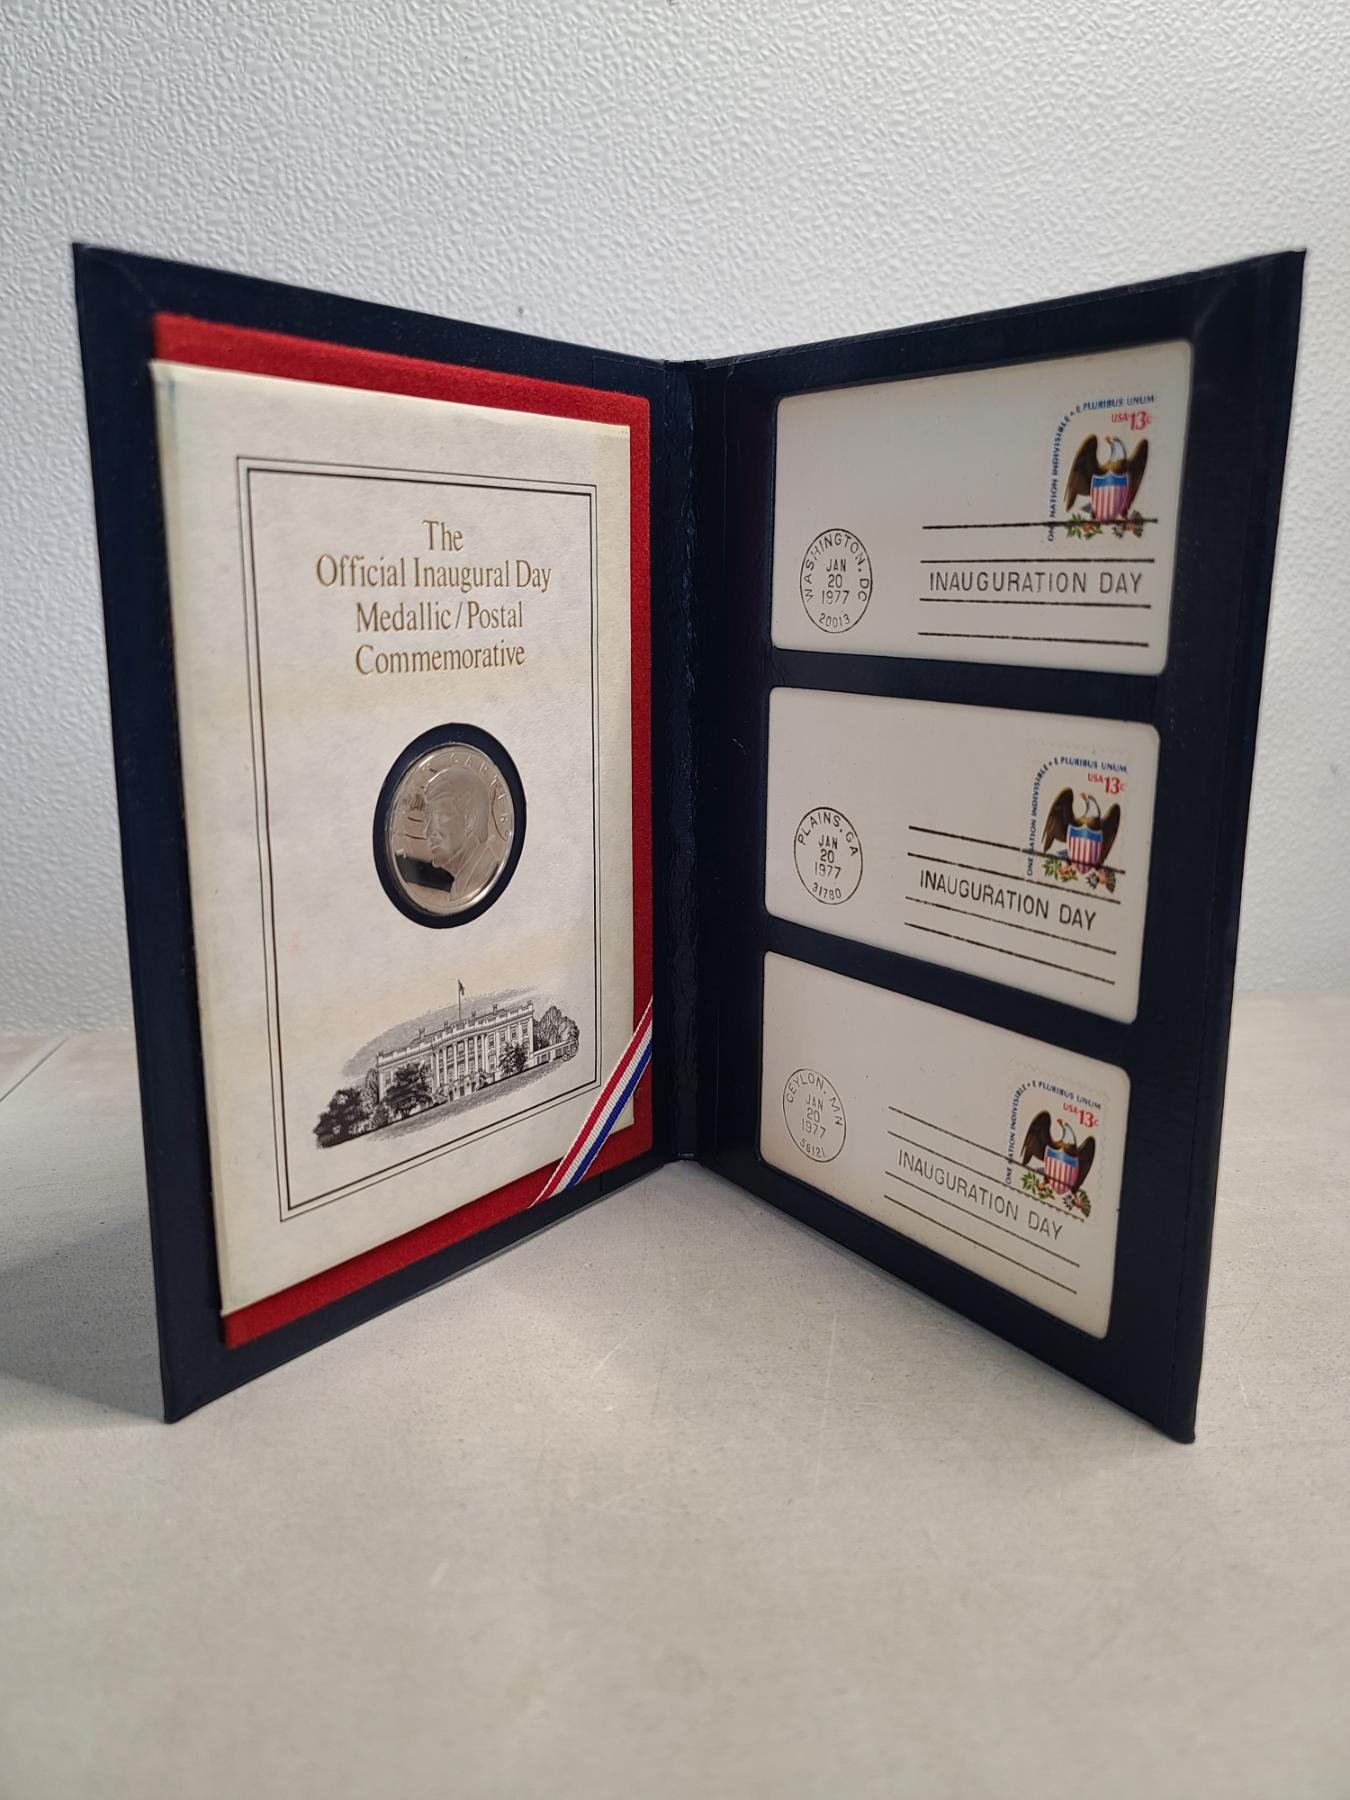 The
Official Inaugural Day
Medallic / Postal
Commemorative
ONE NATION INDIVISIBLE • E PLURIBUS UNUM
USA 13c
WASHINGTON, DC
JAN
20
1977
20013
INAUGURATION DAY
ONE NATION INDIVISIBLE • E PLURIBUS UNUM
USA 13c
PLAINS, GA
JAN
20
1977
31780
INAUGURATION DAY
ONE NATION INDIVISIBLE • E PLURIBUS UNUM
USA 13c
CEYLON, MN
JAN
20
1977
56121
INAUGURATION DAY